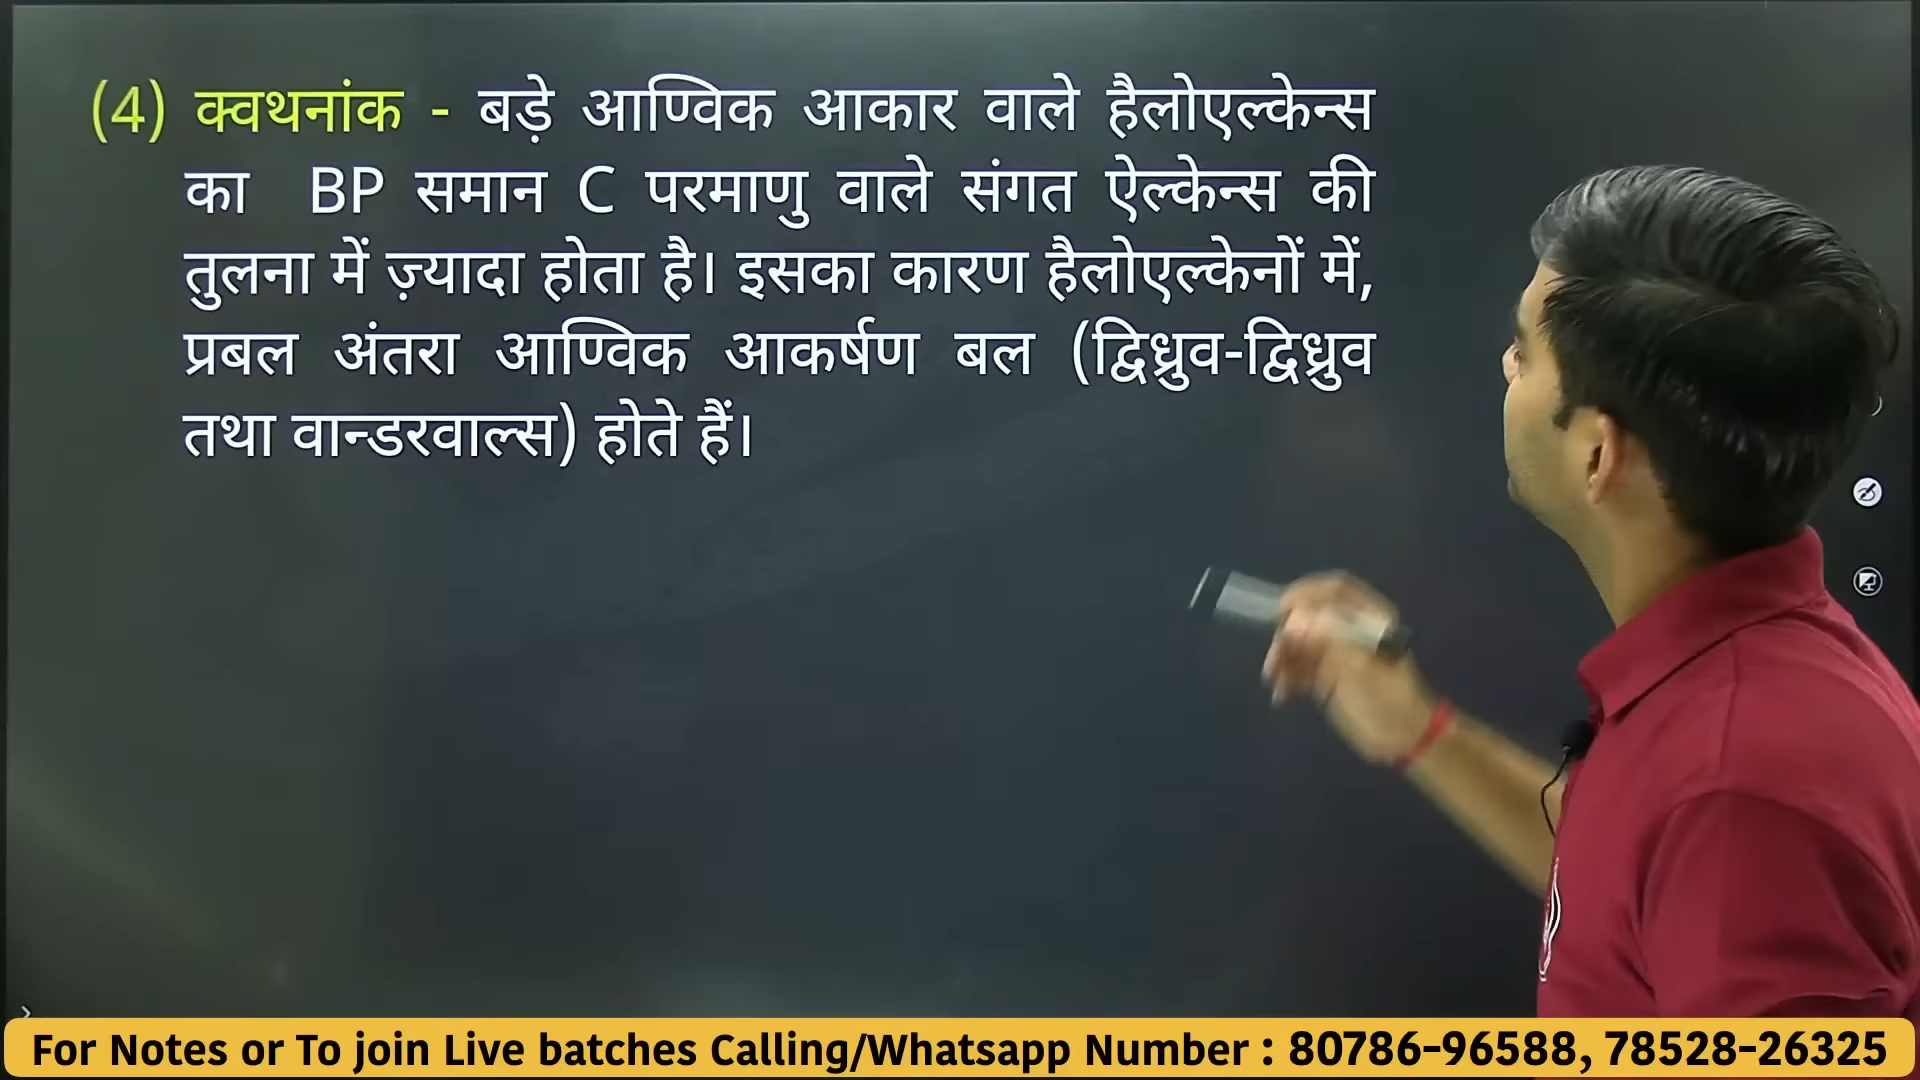 (4) क्वथनांक - बड़े आण्विक आकार वाले हैलोएल्केन्स
का BP समान C परमाणु वाले संगत ऐल्केन्स की
तुलना में ज़्यादा होता है। इसका कारण हैलोएल्केनों में,
प्रबल अंतरा आण्विक आकर्षण बल (द्विध्रुव-द्विध्रुव
तथा वान्डरवाल्स) होते हैं।
For Notes or To join Live batches Calling/Whatsapp Number : 80786-96588, 78528-26325